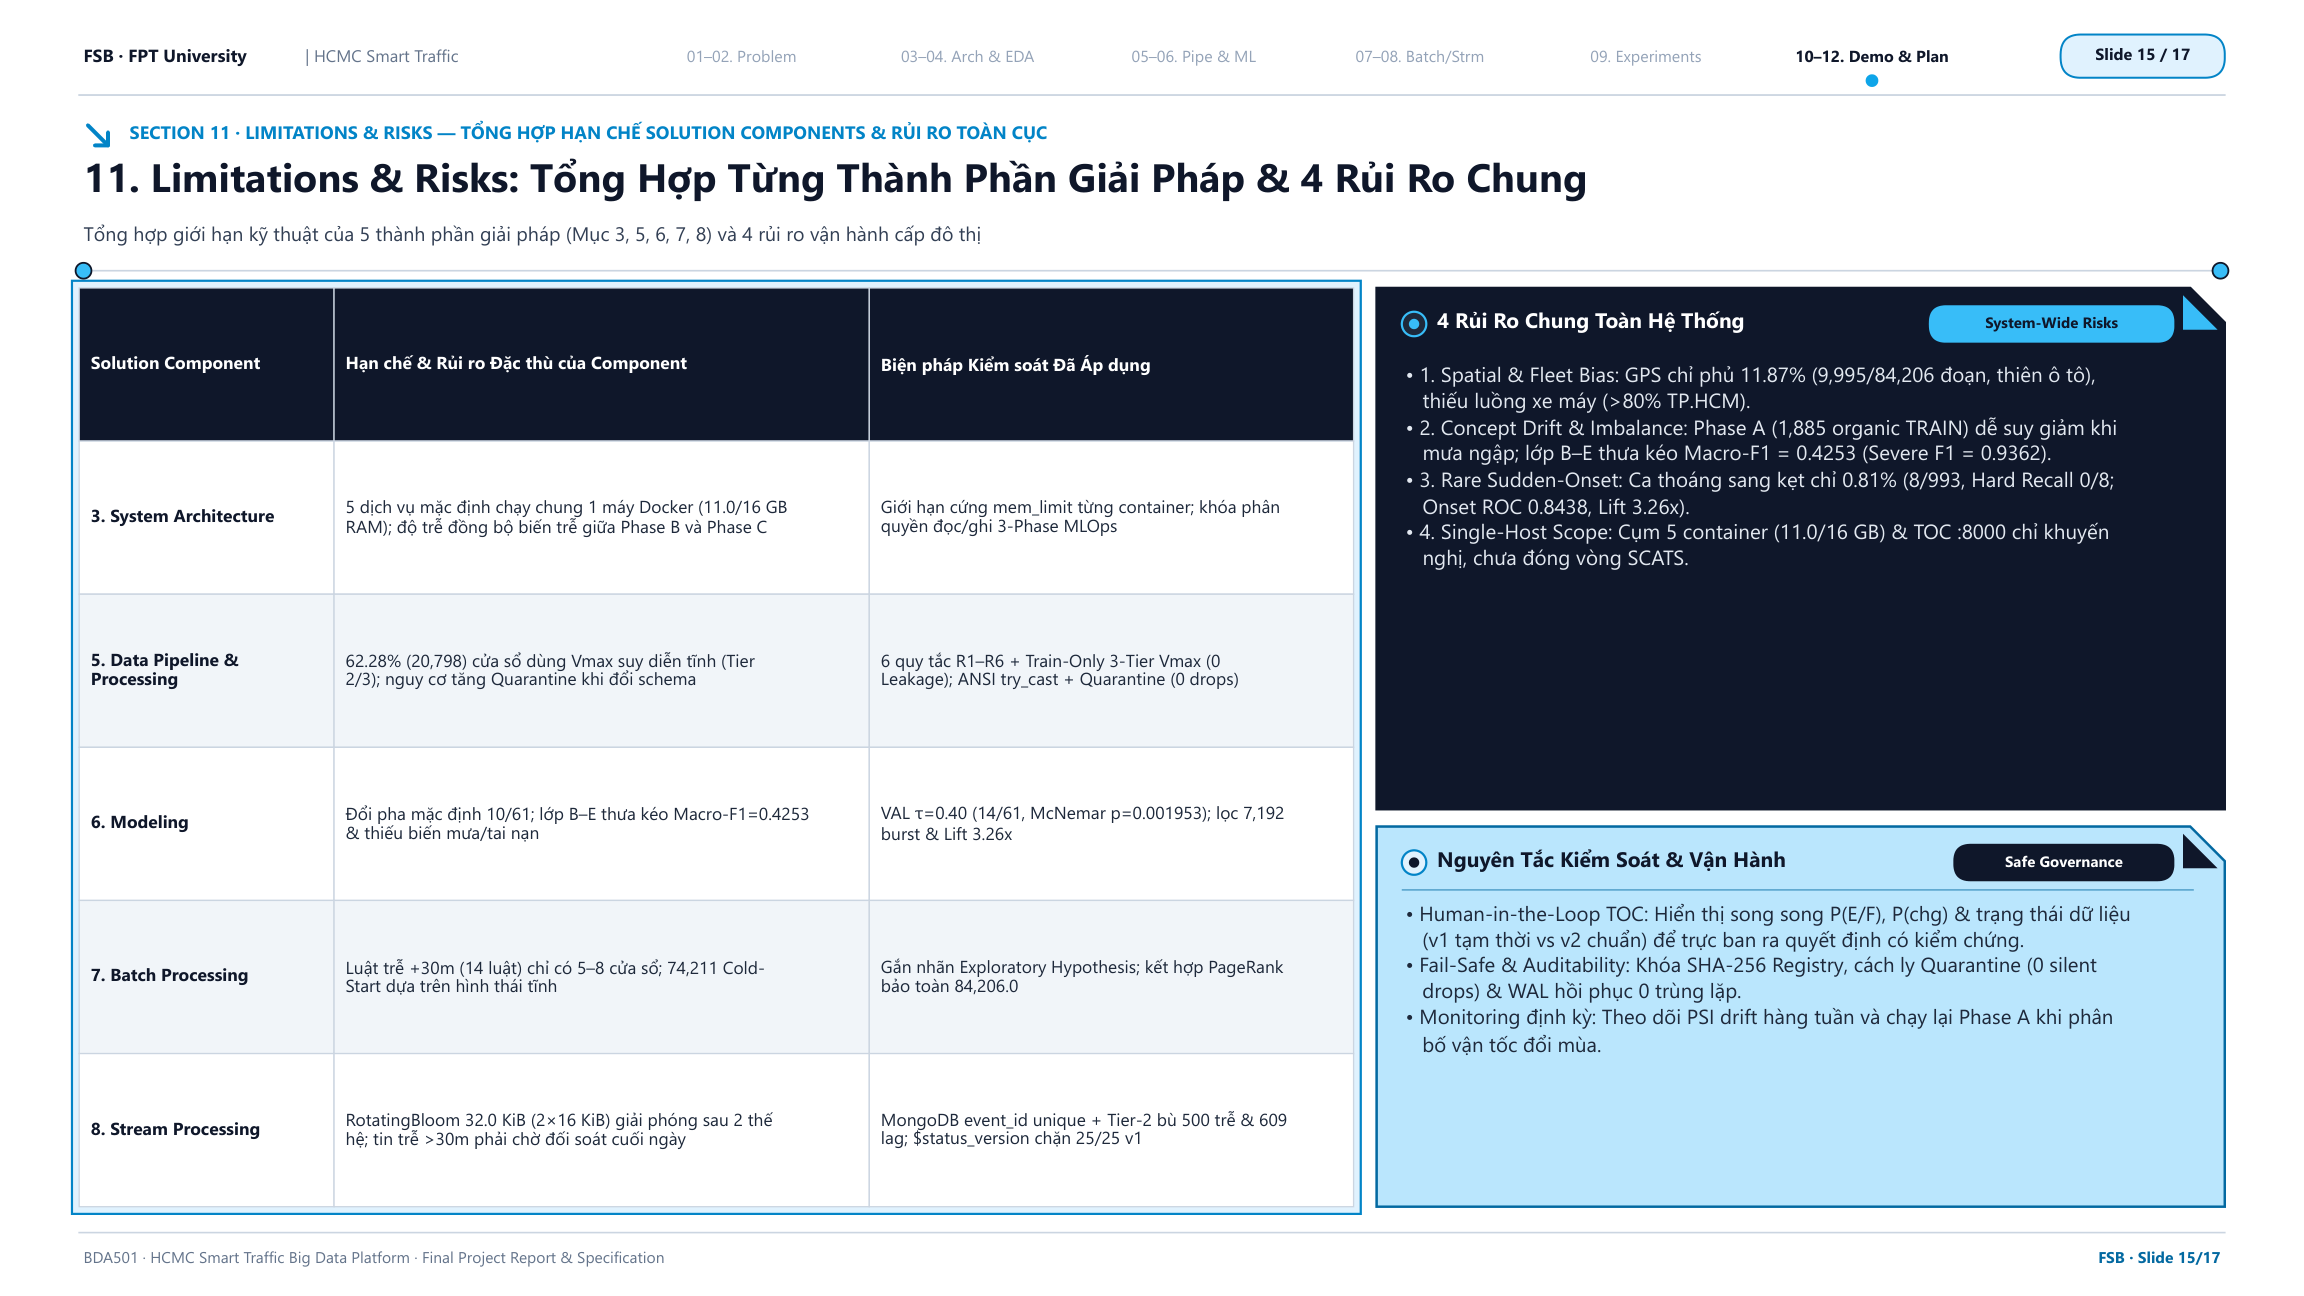 FSB · FPT University | HCMC Smart Traffic 01–02. Problem 03–04. Arch & EDA 05–06. Pipe & ML 07–08. Batch/Strm 09. Experiments 10–12. Demo & Plan Slide 15 / 17
SECTION 11 · LIMITATIONS & RISKS — TỔNG HỢP HẠN CHẾ SOLUTION COMPONENTS & RỦI RO TOÀN CỤC
11. Limitations & Risks: Tổng Hợp Từng Thành Phần Giải Pháp & 4 Rủi Ro Chung
Tổng hợp giới hạn kỹ thuật của 5 thành phần giải pháp (Mục 3, 5, 6, 7, 8) và 4 rủi ro vận hành cấp đô thị
Solution Component
Hạn chế & Rủi ro Đặc thù của Component
Biện pháp Kiểm soát Đã Áp dụng
3. System Architecture
5 dịch vụ mặc định chạy chung 1 máy Docker (11.0/16 GB
RAM); độ trễ đồng bộ biến trễ giữa Phase B và Phase C
Giới hạn cứng mem_limit từng container; khóa phân
quyền đọc/ghi 3-Phase MLOps
5. Data Pipeline &
Processing
62.28% (20,798) cửa sổ dùng Vmax suy diễn tĩnh (Tier
2/3); nguy cơ tăng Quarantine khi đổi schema
6 quy tắc R1–R6 + Train-Only 3-Tier Vmax (0
Leakage); ANSI try_cast + Quarantine (0 drops)
6. Modeling
Đổi pha mặc định 10/61; lớp B–E thưa kéo Macro-F1=0.4253
& thiếu biến mưa/tai nạn
VAL τ=0.40 (14/61, McNemar p=0.001953); lọc 7,192
burst & Lift 3.26x
7. Batch Processing
Luật trễ +30m (14 luật) chỉ có 5–8 cửa sổ; 74,211 Cold-
Start dựa trên hình thái tĩnh
Gắn nhãn Exploratory Hypothesis; kết hợp PageRank
bảo toàn 84,206.0
8. Stream Processing
RotatingBloom 32.0 KiB (2×16 KiB) giải phóng sau 2 thế
hệ; tin trễ >30m phải chờ đối soát cuối ngày
MongoDB event_id unique + Tier-2 bù 500 trễ & 609
lag; $status_version chặn 25/25 v1
4 Rủi Ro Chung Toàn Hệ Thống
System-Wide Risks
• 1. Spatial & Fleet Bias: GPS chỉ phủ 11.87% (9,995/84,206 đoạn, thiên ô tô),
thiếu luồng xe máy (>80% TP.HCM).
• 2. Concept Drift & Imbalance: Phase A (1,885 organic TRAIN) dễ suy giảm khi
mưa ngập; lớp B–E thưa kéo Macro-F1 = 0.4253 (Severe F1 = 0.9362).
• 3. Rare Sudden-Onset: Ca thoáng sang kẹt chỉ 0.81% (8/993, Hard Recall 0/8;
Onset ROC 0.8438, Lift 3.26x).
• 4. Single-Host Scope: Cụm 5 container (11.0/16 GB) & TOC :8000 chỉ khuyến
nghị, chưa đóng vòng SCATS.
Nguyên Tắc Kiểm Soát & Vận Hành
Safe Governance
• Human-in-the-Loop TOC: Hiển thị song song P(E/F), P(chg) & trạng thái dữ liệu
(v1 tạm thời vs v2 chuẩn) để trực ban ra quyết định có kiểm chứng.
• Fail-Safe & Auditability: Khóa SHA-256 Registry, cách ly Quarantine (0 silent
drops) & WAL hồi phục 0 trùng lặp.
• Monitoring định kỳ: Theo dõi PSI drift hàng tuần và chạy lại Phase A khi phân
bố vận tốc đổi mùa.
BDA501 · HCMC Smart Traffic Big Data Platform · Final Project Report & Specification
FSB · Slide 15/17